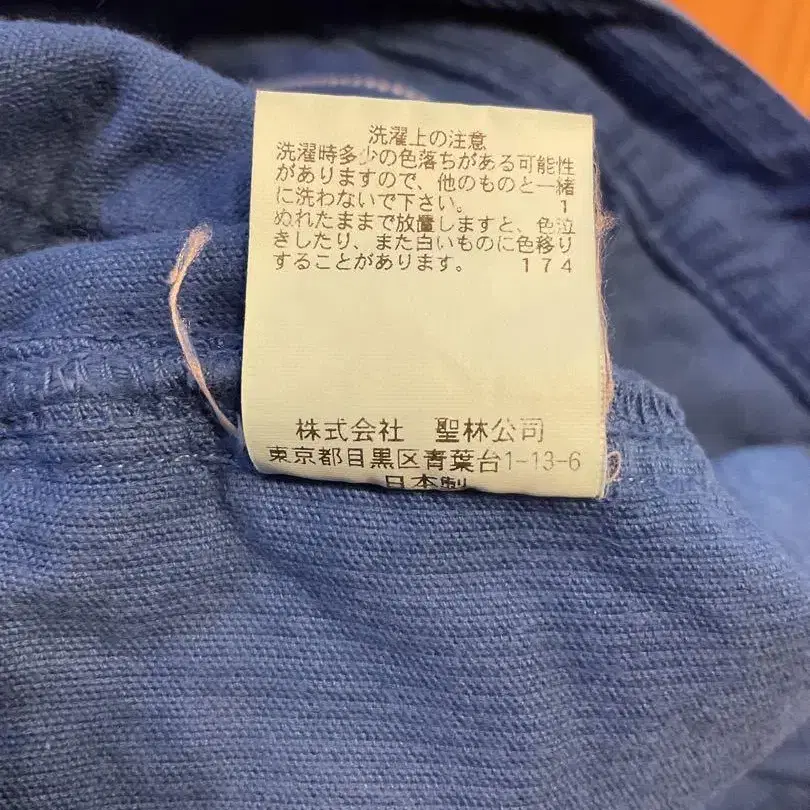 洗濯上の注意
洗濯時多少の色落ちがある可能性
がありますので、他のものと一緒
に洗わないで下さい。 1
ぬれたままで放置しますと、色泣
きしたり、また白いものに色移り
することがあります。 174
株式会社 聖林公司
東京都目黒区青葉台1-13-6
日本制